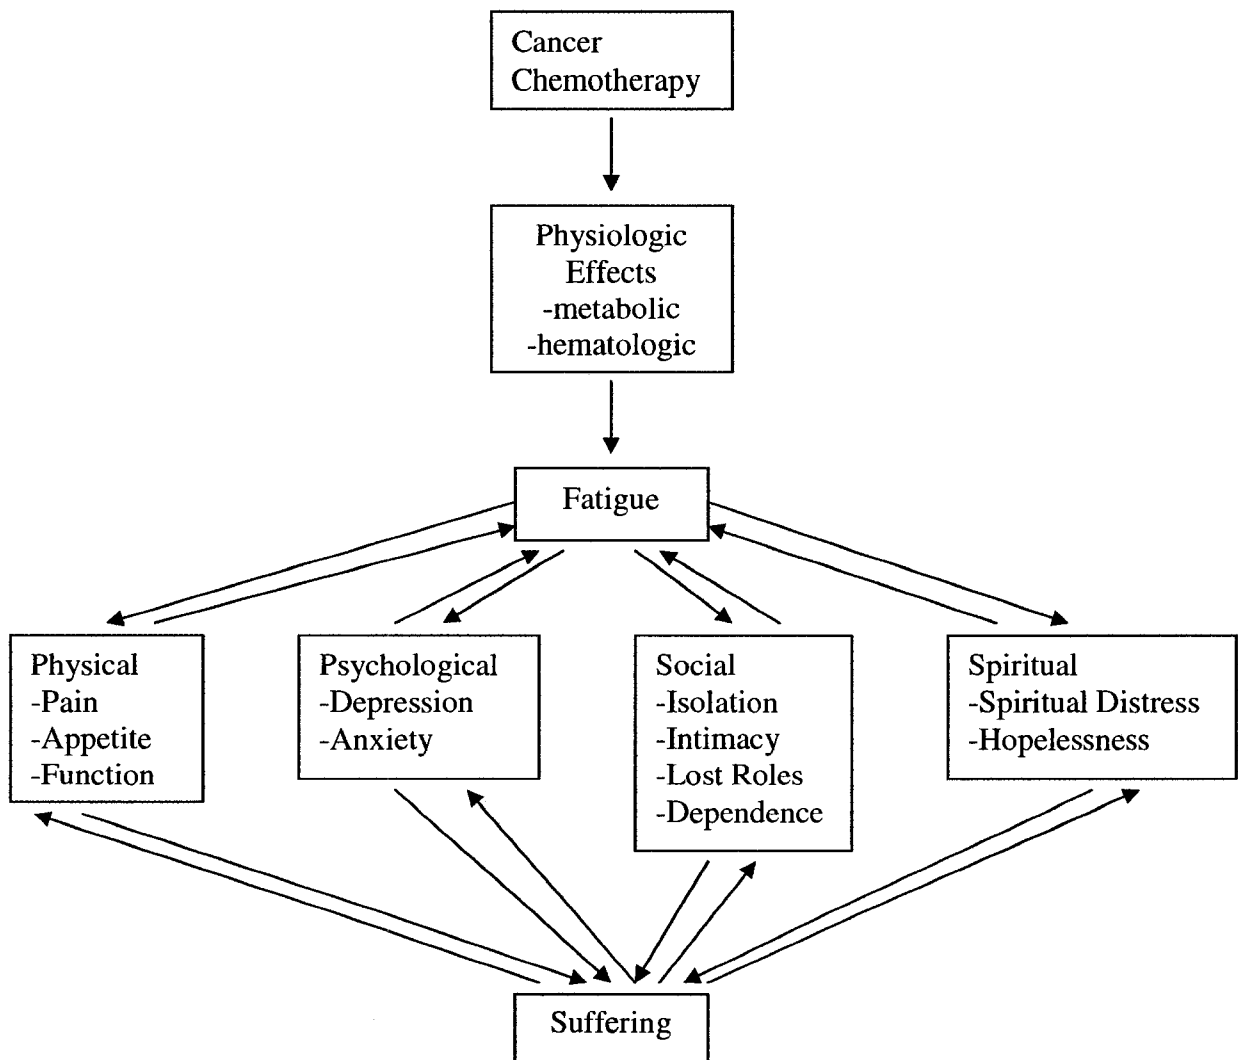 Cancer
Chemotherapy
Physiologic
Effects
-metabolic
-hematologic
Fatigue
Physical
-Pain
-Appetite
-Function
Psychological
-Depression
-Anxiety
Social
-Isolation
-Intimacy
-Lost Roles
-Dependence
Spiritual
-Spiritual Distress
-Hopelessness
Suffering